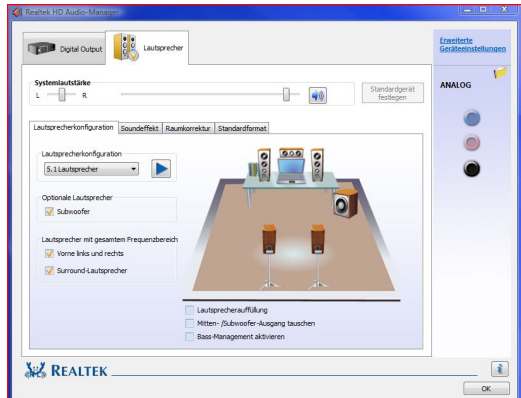 Realtek HD Audio-Manager
Digital Output
Lautsprecher
Erweiterte
Geräteeinstellungen
Systemlautstärke
L
R
Standardgerät
festlegen
ANALOG
Lautsprecherkonfiguration
Soundeffekt
Raumkorrektur
Standardformat
Lautsprecherkonfiguration
5.1 Lautsprecher
Optionale Lautsprecher
Subwoofer
Lautsprecher mit gesamtem Frequenzbereich
Vorne links und rechts
Surround-Lautsprecher
Lautsprecherauffüllung
Mitten- /Subwoofer-Ausgang tauschen
Bass-Management aktivieren
REALTEK
OK